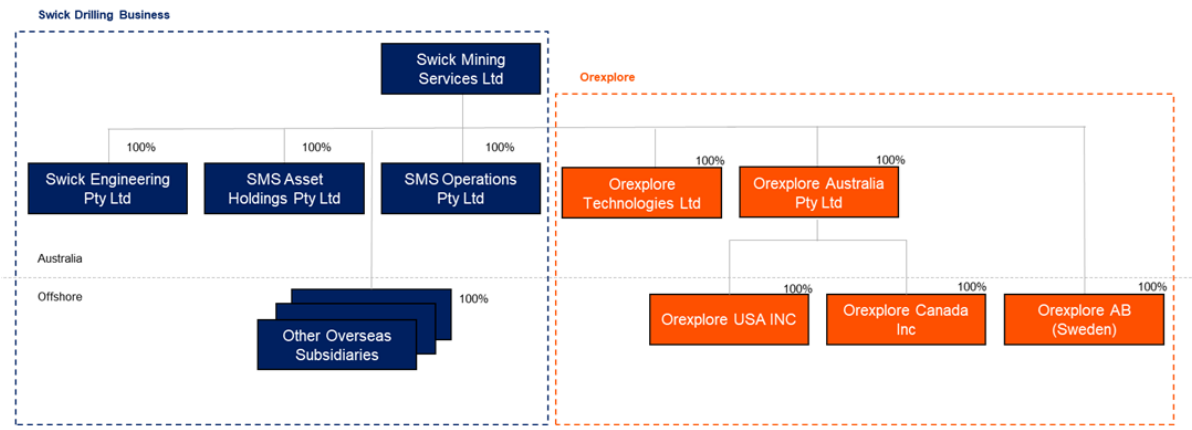 Swick Drilling Business
Swick Mining
Services Ltd
Orexplore
100%
100%
100%
100%
100%
Swick Engineering
Pty Ltd
SMS Asset
Holdings Pty Ltd
SMS Operations
Pty Ltd
Orexplore
Technologies Ltd
Orexplore Australia
Pty Ltd
Australia
Offshore
100%
100%
100%
100%
Other Overseas
Subsidiaries
Orexplore USA INC
Orexplore Canada
Inc
Orexplore AB
(Sweden)